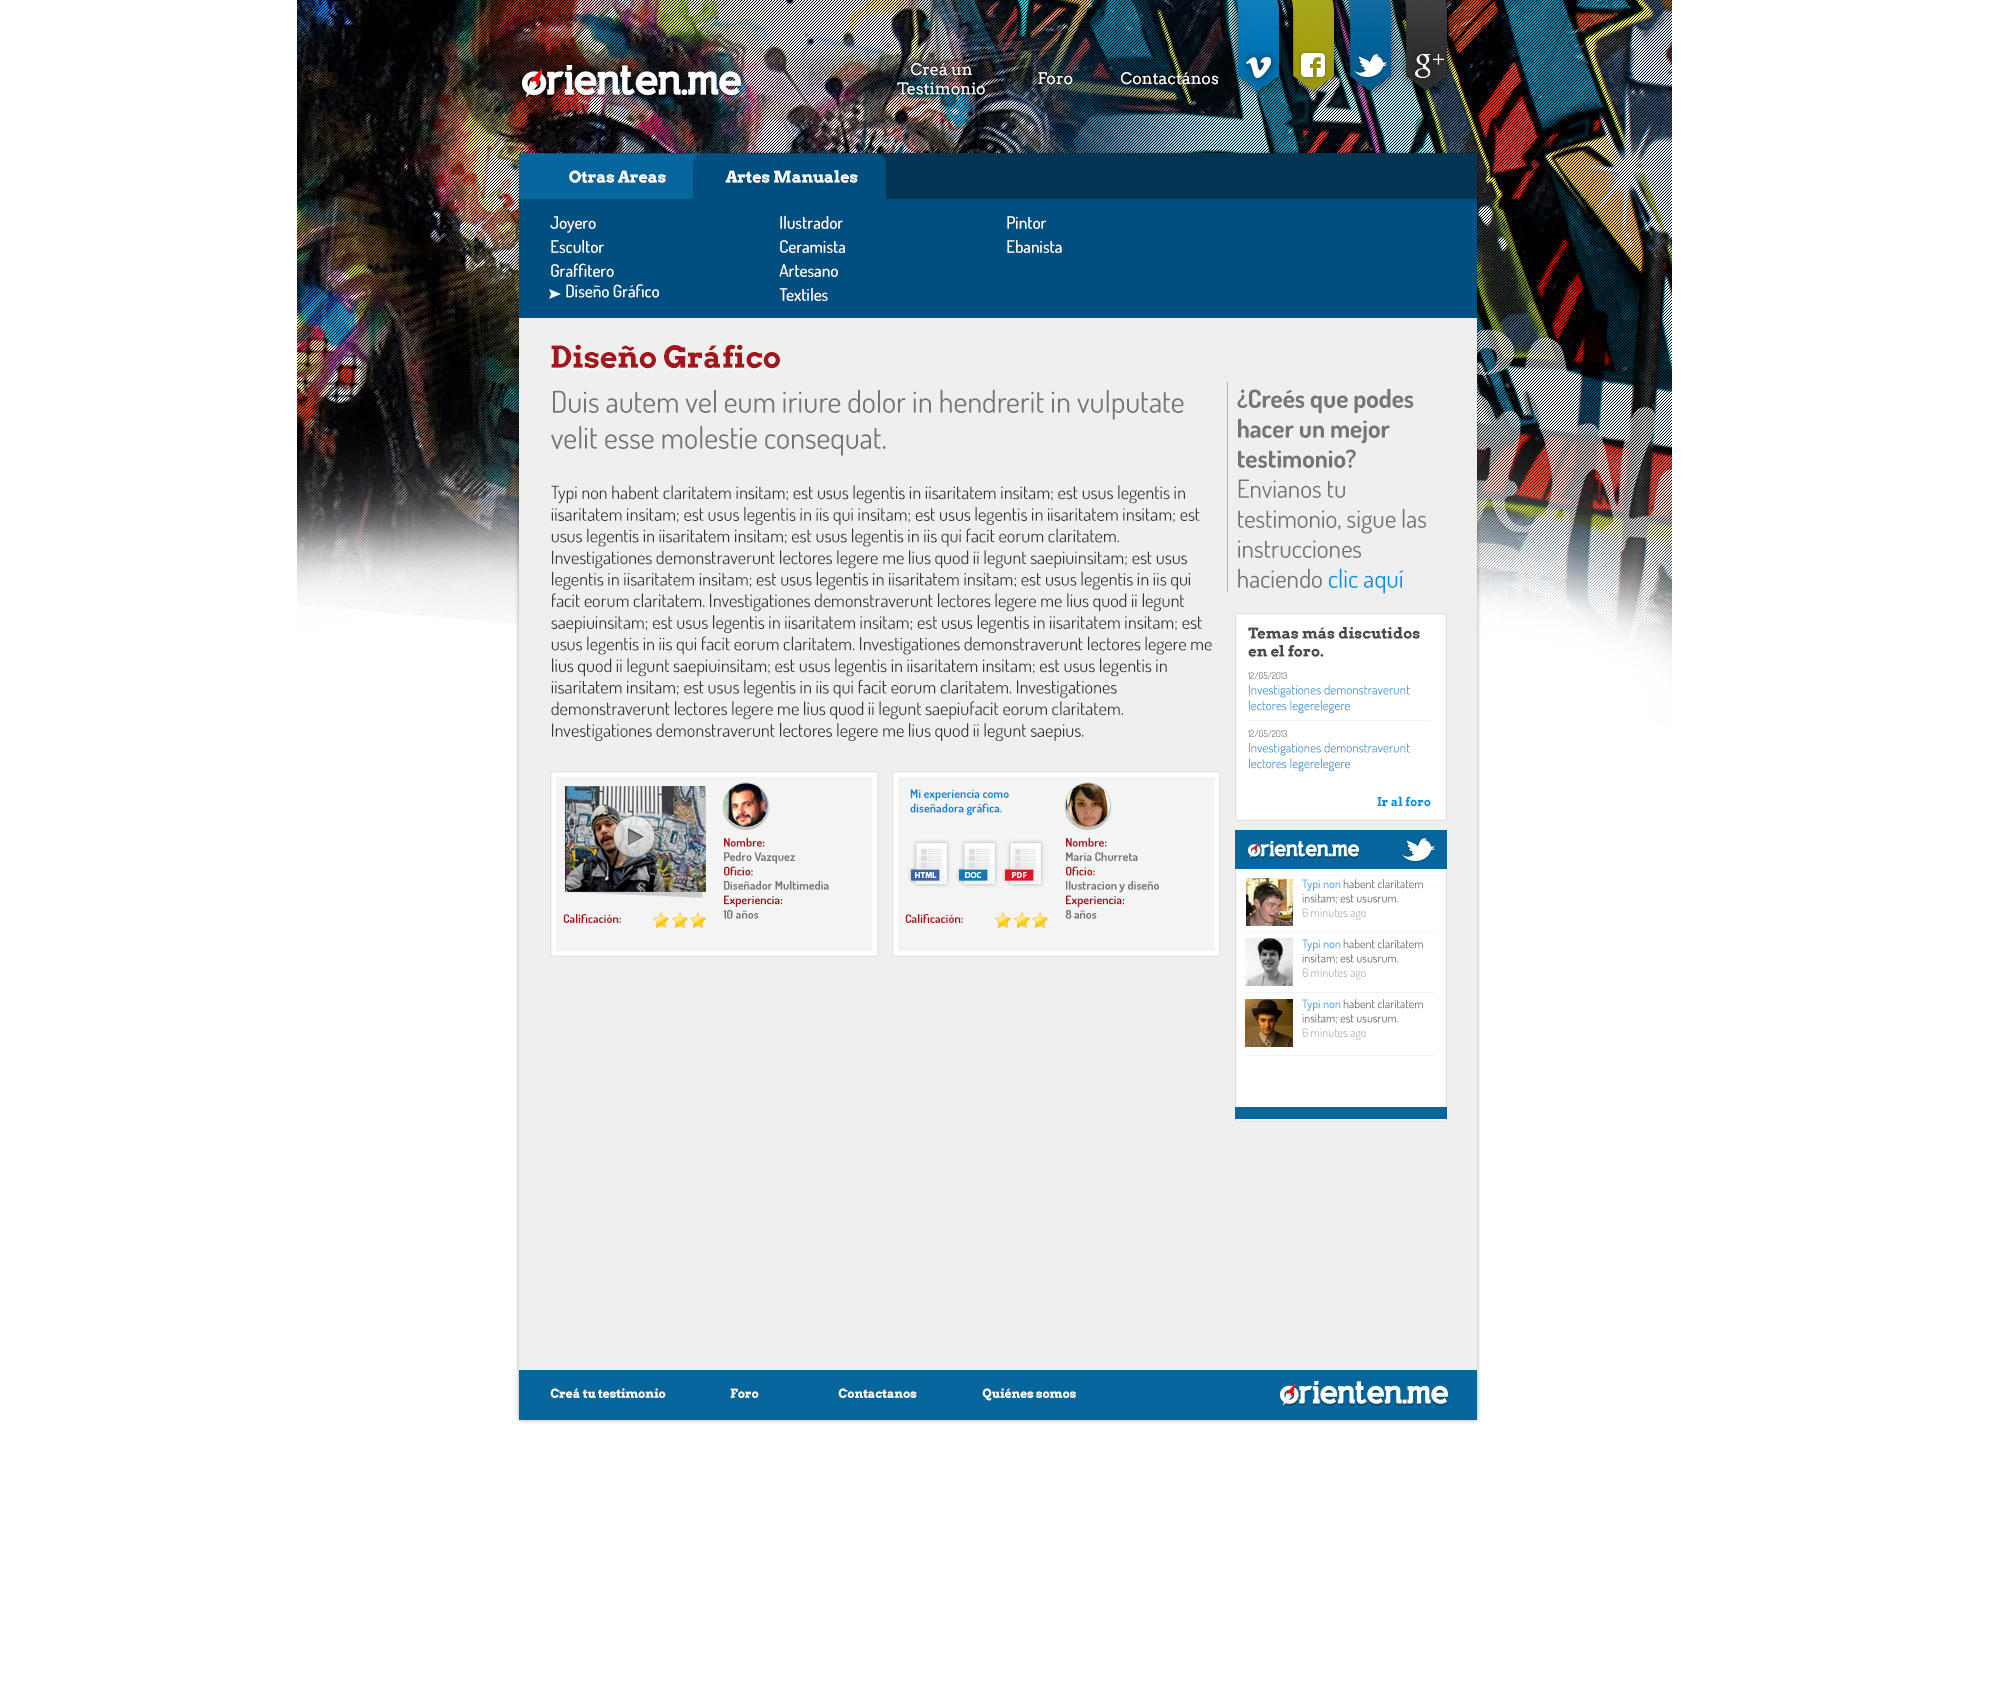 orienten.me
Creá un
Testimonio
Foro
Contactános
g+
Otras Areas
Artes Manuales
Joyero
Escultor
Graffitero
➤ Diseño Gráfico
Ilustrador
Ceramista
Artesano
Textiles
Pintor
Ebanista
Diseño Gráfico
Duis autem vel eum iriure dolor in hendrerit in vulputate
velit esse molestie consequat.
Typi non habent claritatem insitam; est usus legentis in iisaritatem insitam; est usus legentis in
iisaritatem insitam; est usus legentis in iis qui insitam; est usus legentis in iisaritatem insitam; est
usus legentis in iisaritatem insitam; est usus legentis in iis qui facit eorum claritatem.
Investigationes demonstraverunt lectores legere me lius quod ii legunt saepiuinsitam; est usus
legentis in iisaritatem insitam; est usus legentis in iisaritatem insitam; est usus legentis in iis qui
facit eorum claritatem. Investigationes demonstraverunt lectores legere me lius quod ii legunt
saepiuinsitam; est usus legentis in iisaritatem insitam; est usus legentis in iisaritatem insitam; est
usus legentis in iis qui facit eorum claritatem. Investigationes demonstraverunt lectores legere me
lius quod ii legunt saepiuinsitam; est usus legentis in iisaritatem insitam; est usus legentis in
iisaritatem insitam; est usus legentis in iis qui facit eorum claritatem. Investigationes
demonstraverunt lectores legere me lius quod ii legunt saepiufacit eorum claritatem.
Investigationes demonstraverunt lectores legere me lius quod ii legunt saepius.
Calificación:
Nombre:
Pedro Vazquez
Oficio:
Diseñador Multimedia
Experiencia:
10 años
Mi experiencia como
diseñadora gráfica.
HTML
DOC
PDF
Calificación:
Nombre:
Maria Churreta
Oficio:
Ilustracion y diseño
Experiencia:
8 años
¿Creés que podes
hacer un mejor
testimonio?
Envianos tu
testimonio, sigue las
instrucciones
haciendo clic aquí
Temas más discutidos
en el foro.
12/05/2013
Investigationes demonstraverunt
lectores legerelegere
12/05/2013
Investigationes demonstraverunt
lectores legerelegere
Ir al foro
orienten.me
Typi non habent claritatem
insitam; est ususrum.
6 minutes ago
Typi non habent claritatem
insitam; est ususrum.
6 minutes ago
Typi non habent claritatem
insitam; est ususrum.
6 minutes ago
Creá tu testimonio
Foro
Contactanos
Quiénes somos
orienten.me